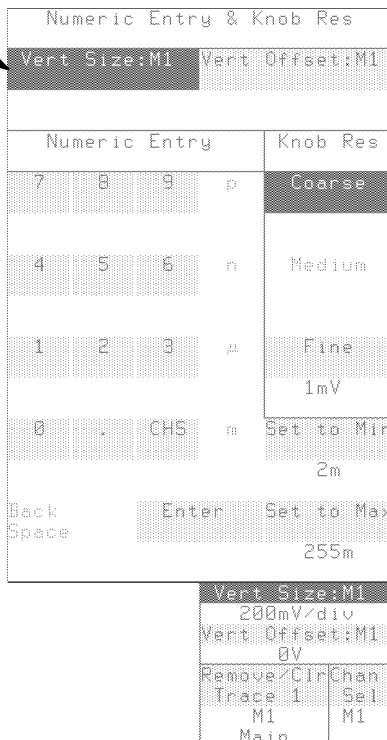 Numeric Entry & Knob Res
Vert Size:M1 Vert Offset:M1
Numeric Entry Knob Res
7 8 9 p Coarse
4 5 6 n Medium
1 2 3 μ Fine
1mV
0 . CHS m Set to Min
2m
Back Enter Set to Max
Space
255m
Vert Size:M1
200mV/div
Vert Offset:M1
0V
Remove/Clr Chan
Trace 1 Sel
M1 M1
Main